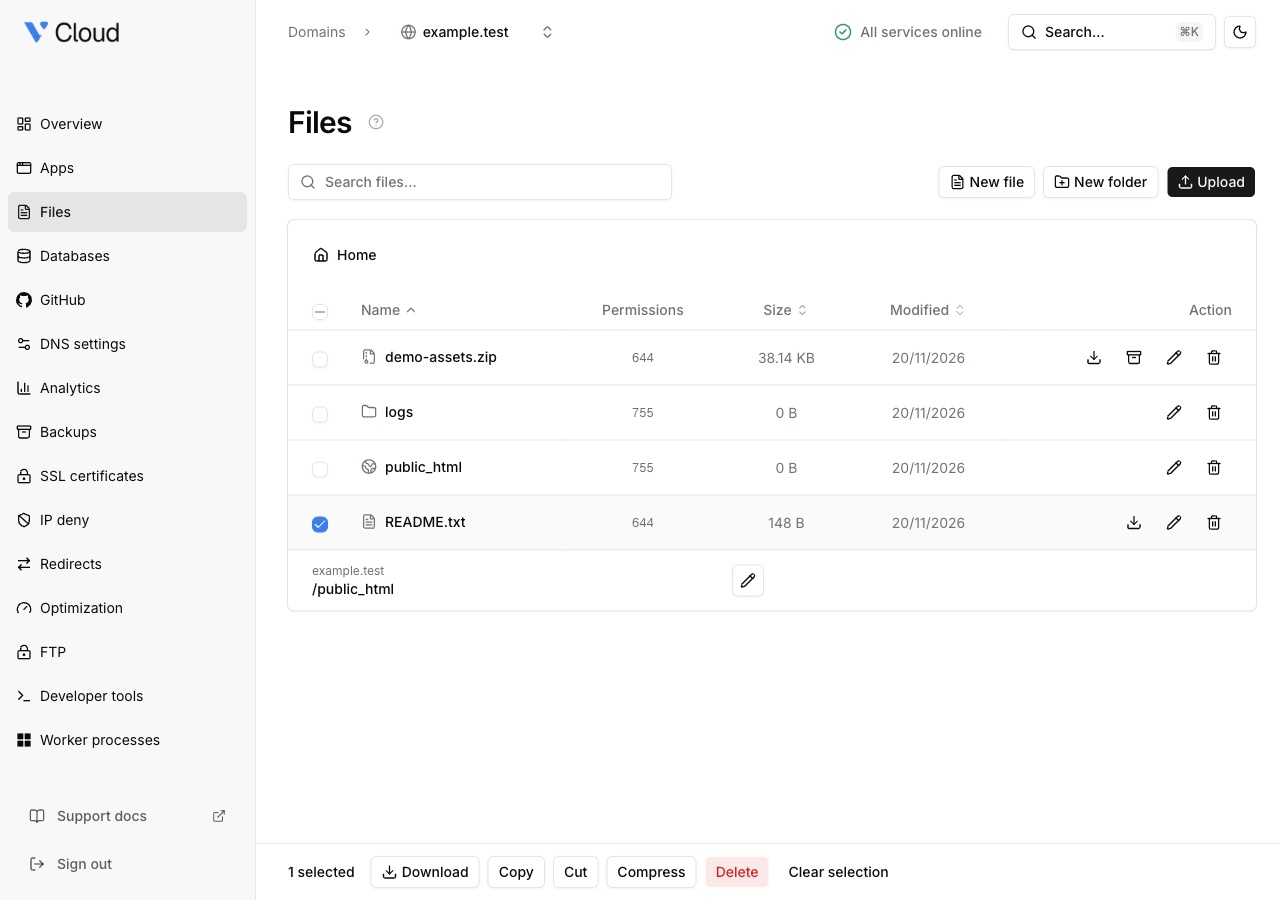 Cloud
Domains
example.test
All services online
Search...
⌘K
Overview
Apps
Files
Databases
GitHub
DNS settings
Analytics
Backups
SSL certificates
IP deny
Redirects
Optimization
FTP
Developer tools
Worker processes
Support docs
Sign out
Files
Search files...
New file
New folder
Upload
Home
Name Permissions Size Modified Action
demo-assets.zip 644 38.14 KB 20/11/2026
logs 755 0 B 20/11/2026
public_html 755 0 B 20/11/2026
README.txt 644 148 B 20/11/2026
example.test
/public_html
1 selected Download Copy Cut Compress Delete Clear selection